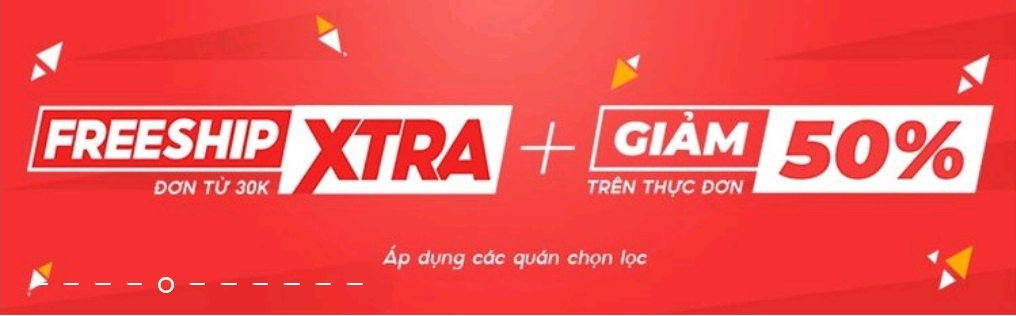 FREESHIP XTRA
ĐƠN TỪ 30K
+
GIẢM 50%
TRÊN THỰC ĐƠN
Áp dụng các quán chọn lọc